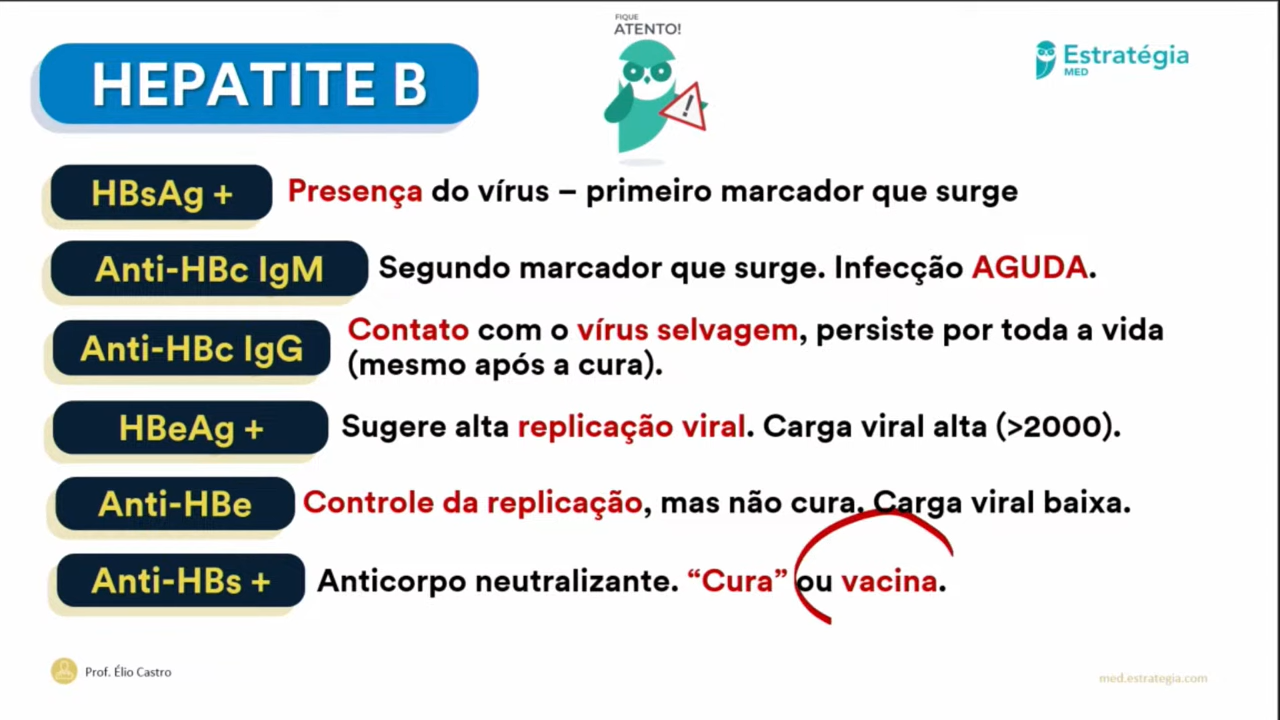 FIQUE
ATENTO!
HEPATITE B
Estratégia
MED
HBsAg +
Presença do vírus – primeiro marcador que surge
Anti-HBc IgM
Segundo marcador que surge. Infecção AGUDA.
Anti-HBc IgG
Contato com o vírus selvagem, persiste por toda a vida
(mesmo após a cura).
HBeAg +
Sugere alta replicação viral. Carga viral alta (>2000).
Anti-HBe
Controle da replicação, mas não cura. Carga viral baixa.
Anti-HBs +
Anticorpo neutralizante. “Cura” ou vacina.
Prof. Élio Castro
med.estrategia.com